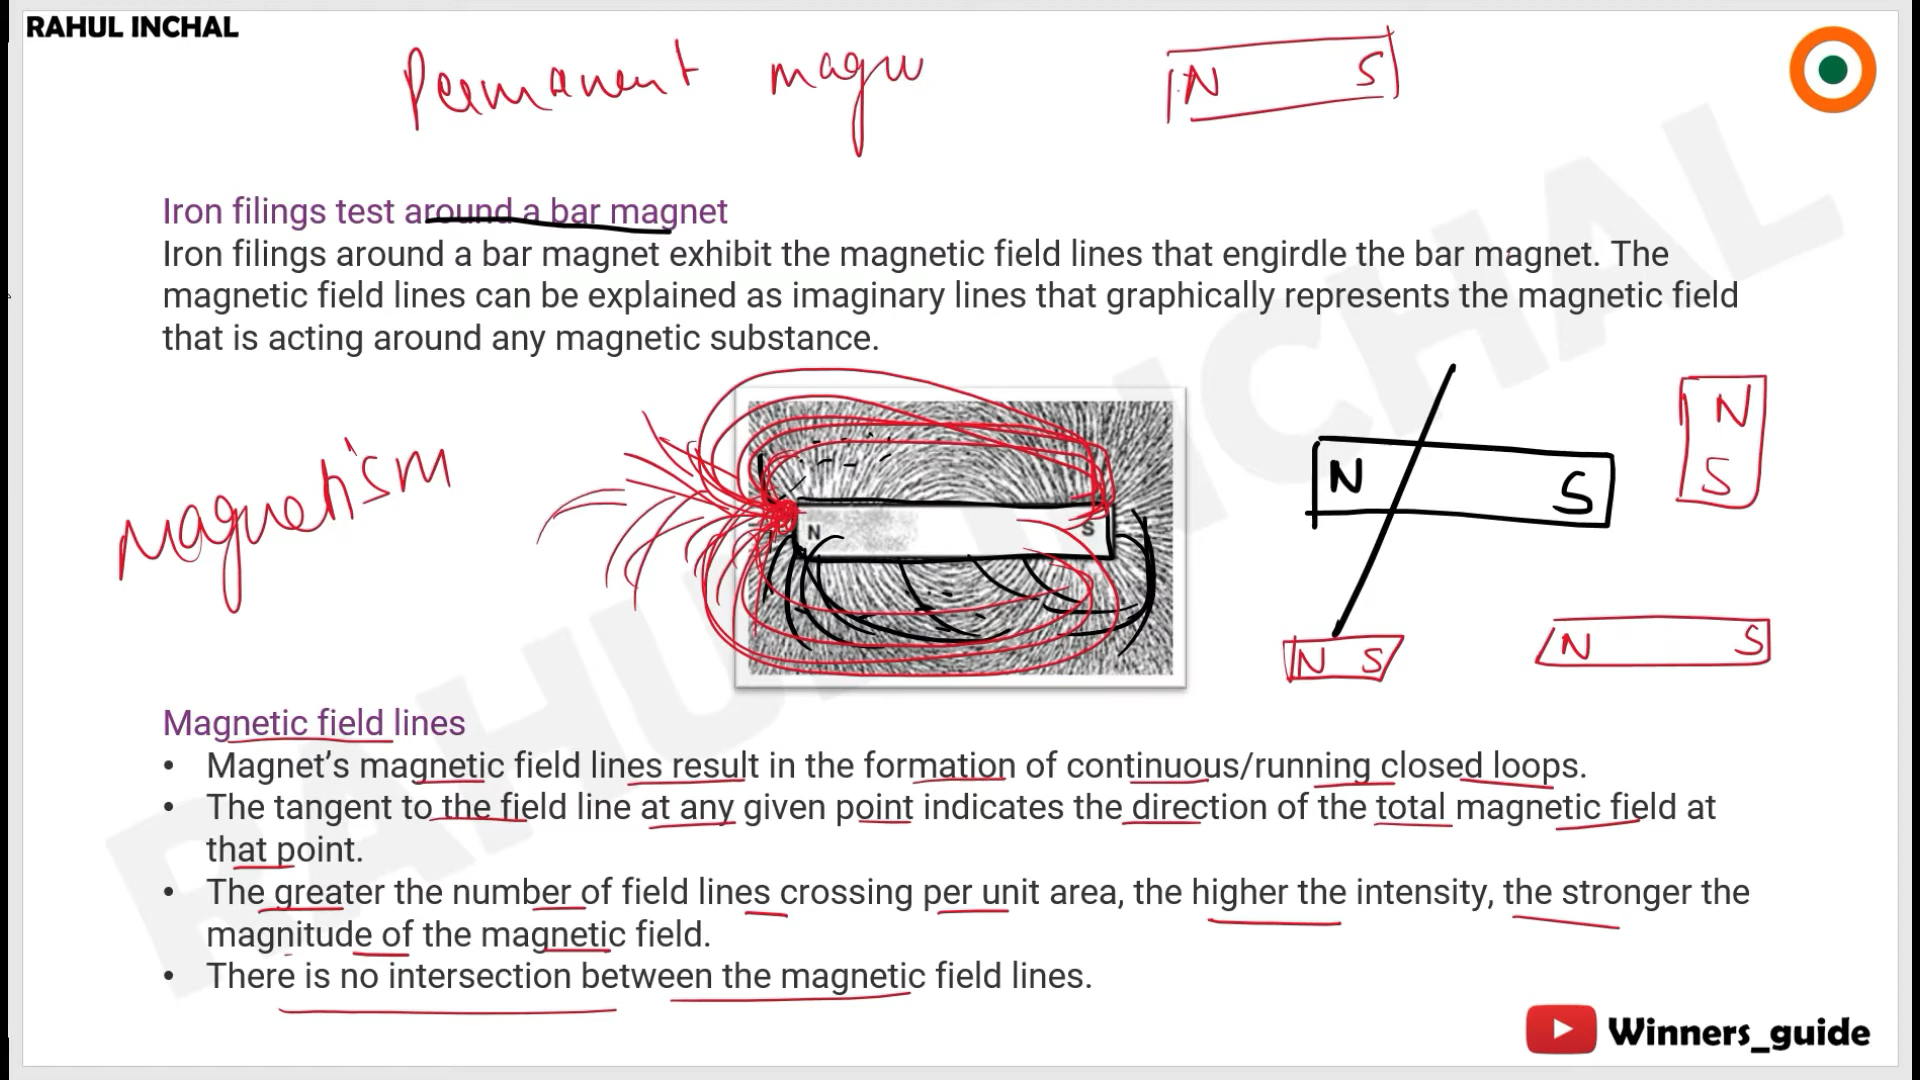 RAHUL INCHAL
Permanent magn
N S
Iron filings test around a bar magnet
Iron filings around a bar magnet exhibit the magnetic field lines that engirdle the bar magnet. The
magnetic field lines can be explained as imaginary lines that graphically represents the magnetic field
that is acting around any magnetic substance.
magnetism
N S
N S
N
S
N S
N S
Magnetic field lines
• Magnet’s magnetic field lines result in the formation of continuous/running closed loops.
• The tangent to the field line at any given point indicates the direction of the total magnetic field at
that point.
• The greater the number of field lines crossing per unit area, the higher the intensity, the stronger the
magnitude of the magnetic field.
• There is no intersection between the magnetic field lines.
Winners_guide
RAHUL INCHAL